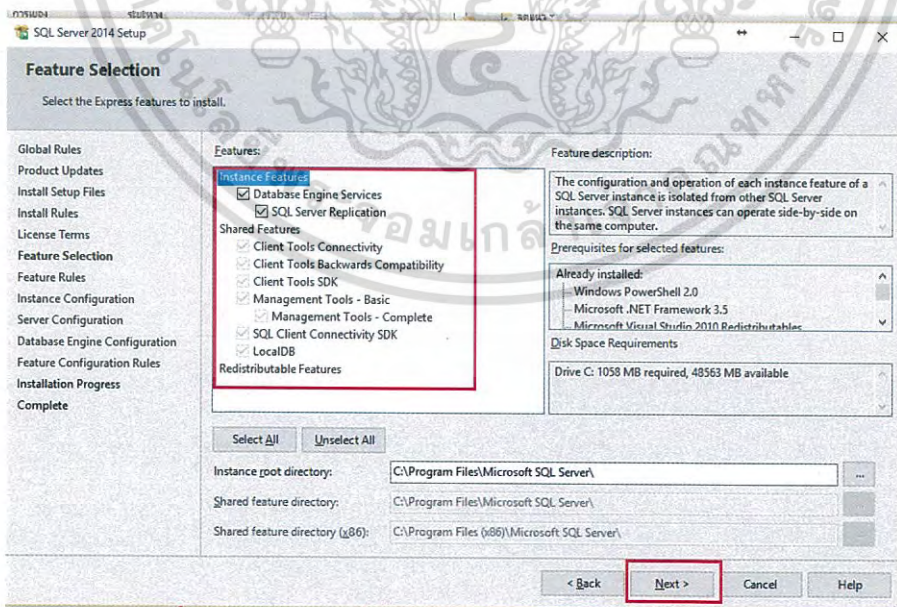 SQL Server 2014 Setup
Feature Selection
Select the Express features to install.
Global Rules
Product Updates
Install Setup Files
Install Rules
License Terms
Feature Selection
Feature Rules
Instance Configuration
Server Configuration
Database Engine Configuration
Feature Configuration Rules
Installation Progress
Complete
Features:
Instance Features
Database Engine Services
SQL Server Replication
Shared Features
Client Tools Connectivity
Client Tools Backwards Compatibility
Client Tools SDK
Management Tools - Basic
Management Tools - Complete
SQL Client Connectivity SDK
LocalDB
Redistributable Features
Feature description:
The configuration and operation of each instance feature of a
SQL Server instance is isolated from other SQL Server
instances. SQL Server instances can operate side-by-side on
the same computer.
Prerequisites for selected features:
Already installed:
Windows PowerShell 2.0
Microsoft .NET Framework 3.5
Microsoft Visual Studio 2010 Redistributables
Disk Space Requirements
Drive C: 1058 MB required, 48563 MB available
Select All Unselect All
Instance root directory: C:\Program Files\Microsoft SQL Server\ ...
Shared feature directory: C:\Program Files\Microsoft SQL Server\
Shared feature directory (x86): C:\Program Files (x86)\Microsoft SQL Server\
< Back Next > Cancel Help